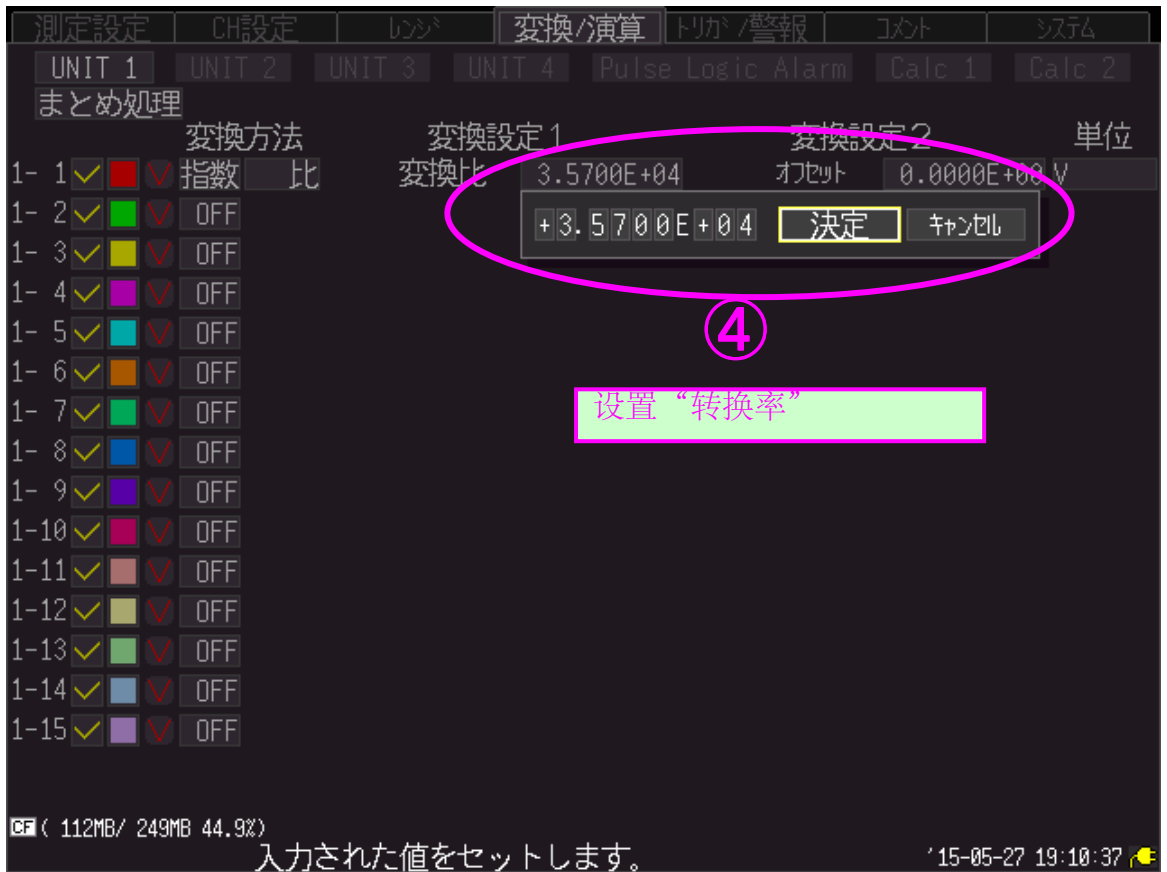 測定設定 CH設定 レンジ 変換/演算 トリガ/警報 コメント システム
UNIT 1 UNIT 2 UNIT 3 UNIT 4 Pulse Logic Alarm Calc 1 Calc 2
まとめ処理
変換方法 変換設定1 変換設定2 単位
1- 1 指数 比 変換比 3.5700E+04 オフセット 0.0000E+00 V
1- 2 OFF
+3.5700E+04 決定 キャンセル
1- 3 OFF
1- 4 OFF
④
1- 5 OFF
1- 6 OFF
1- 7 OFF
设置“转换率”
1- 8 OFF
1- 9 OFF
1-10 OFF
1-11 OFF
1-12 OFF
1-13 OFF
1-14 OFF
1-15 OFF
CF ( 112MB/ 249MB 44.9%)
入力された値をセットします。 '15-05-27 19:10:37